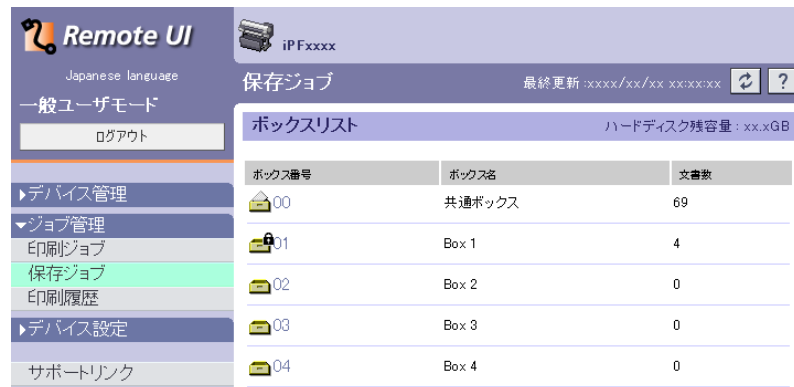 Remote UI
Japanese language
一般ユーザモード
ログアウト
▶デバイス管理
▼ジョブ管理
印刷ジョブ
保存ジョブ
印刷履歴
▶デバイス設定
サポートリンク
iPFxxxx
保存ジョブ 最終更新:xxxx/xx/xx xx:xx:xx ?
ボックスリスト ハードディスク残容量:xx.xGB
ボックス番号 ボックス名 文書数
00 共通ボックス 69
01 Box 1 4
02 Box 2 0
03 Box 3 0
04 Box 4 0